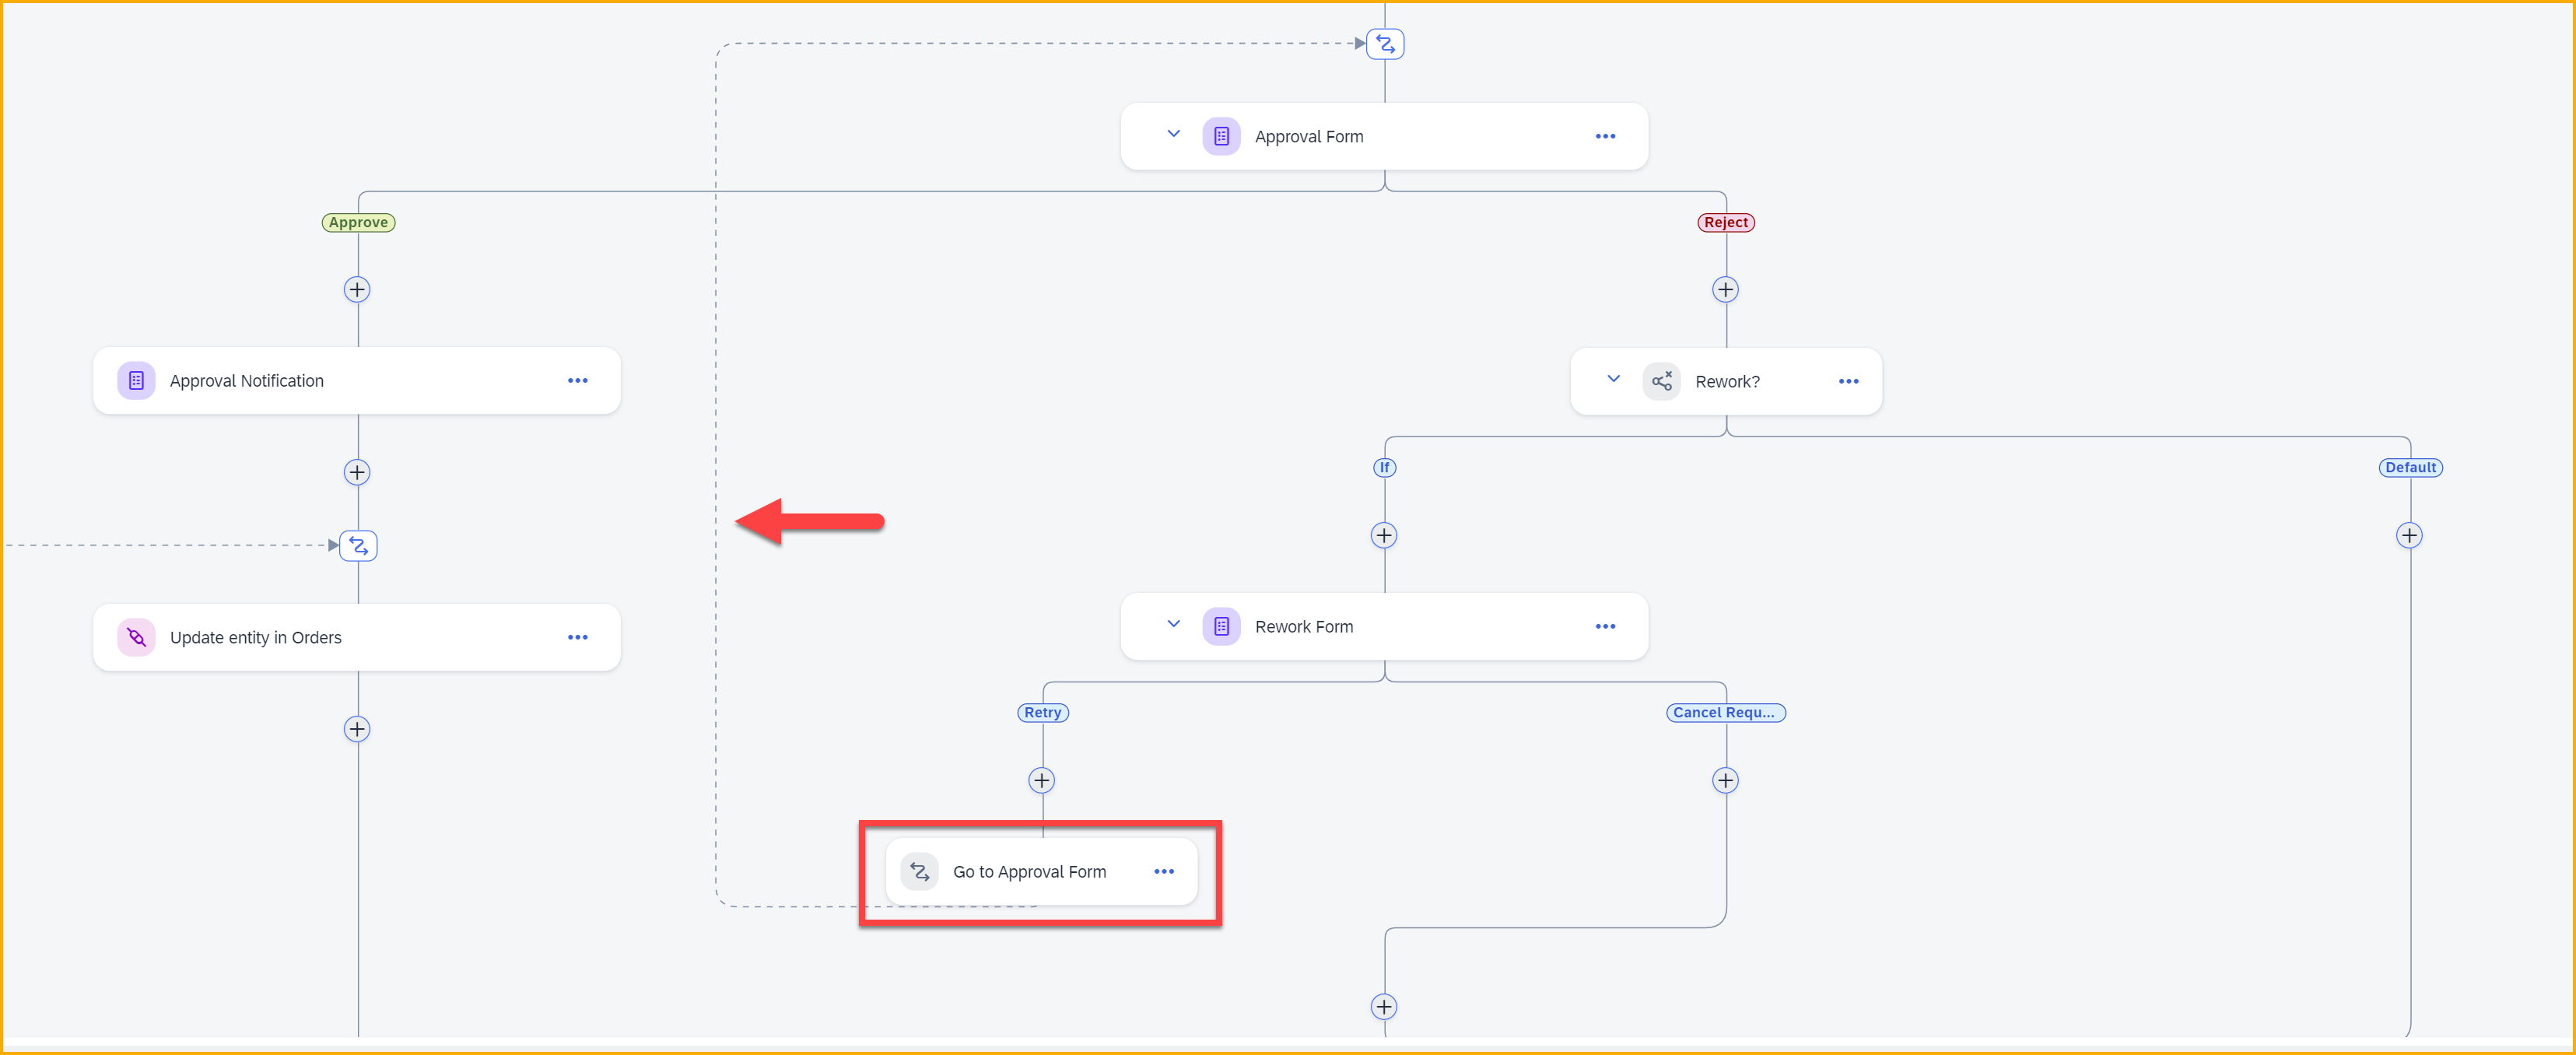 Approval Form
Approve
Reject
Approval Notification
Rework?
If
Default
Update entity in Orders
Rework Form
Retry
Cancel Requ...
Go to Approval Form